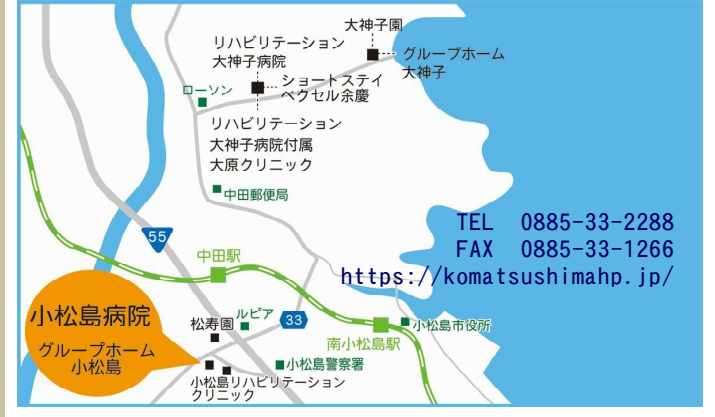 大神子園
リハビリテーション
大神子病院
グループホーム
大神子
ショートステイ
ベクセル余慶
ローソン
リハビリテーション
大神子病院付属
大原クリニック
中田郵便局
TEL 0885-33-2288
FAX 0885-33-1266
https://komatsushimahp.jp/
55
中田駅
小松島病院
グループホーム
小松島
松寿園
ルピア
33
小松島市役所
南小松島駅
小松島警察署
小松島リハビリテーション
クリニック